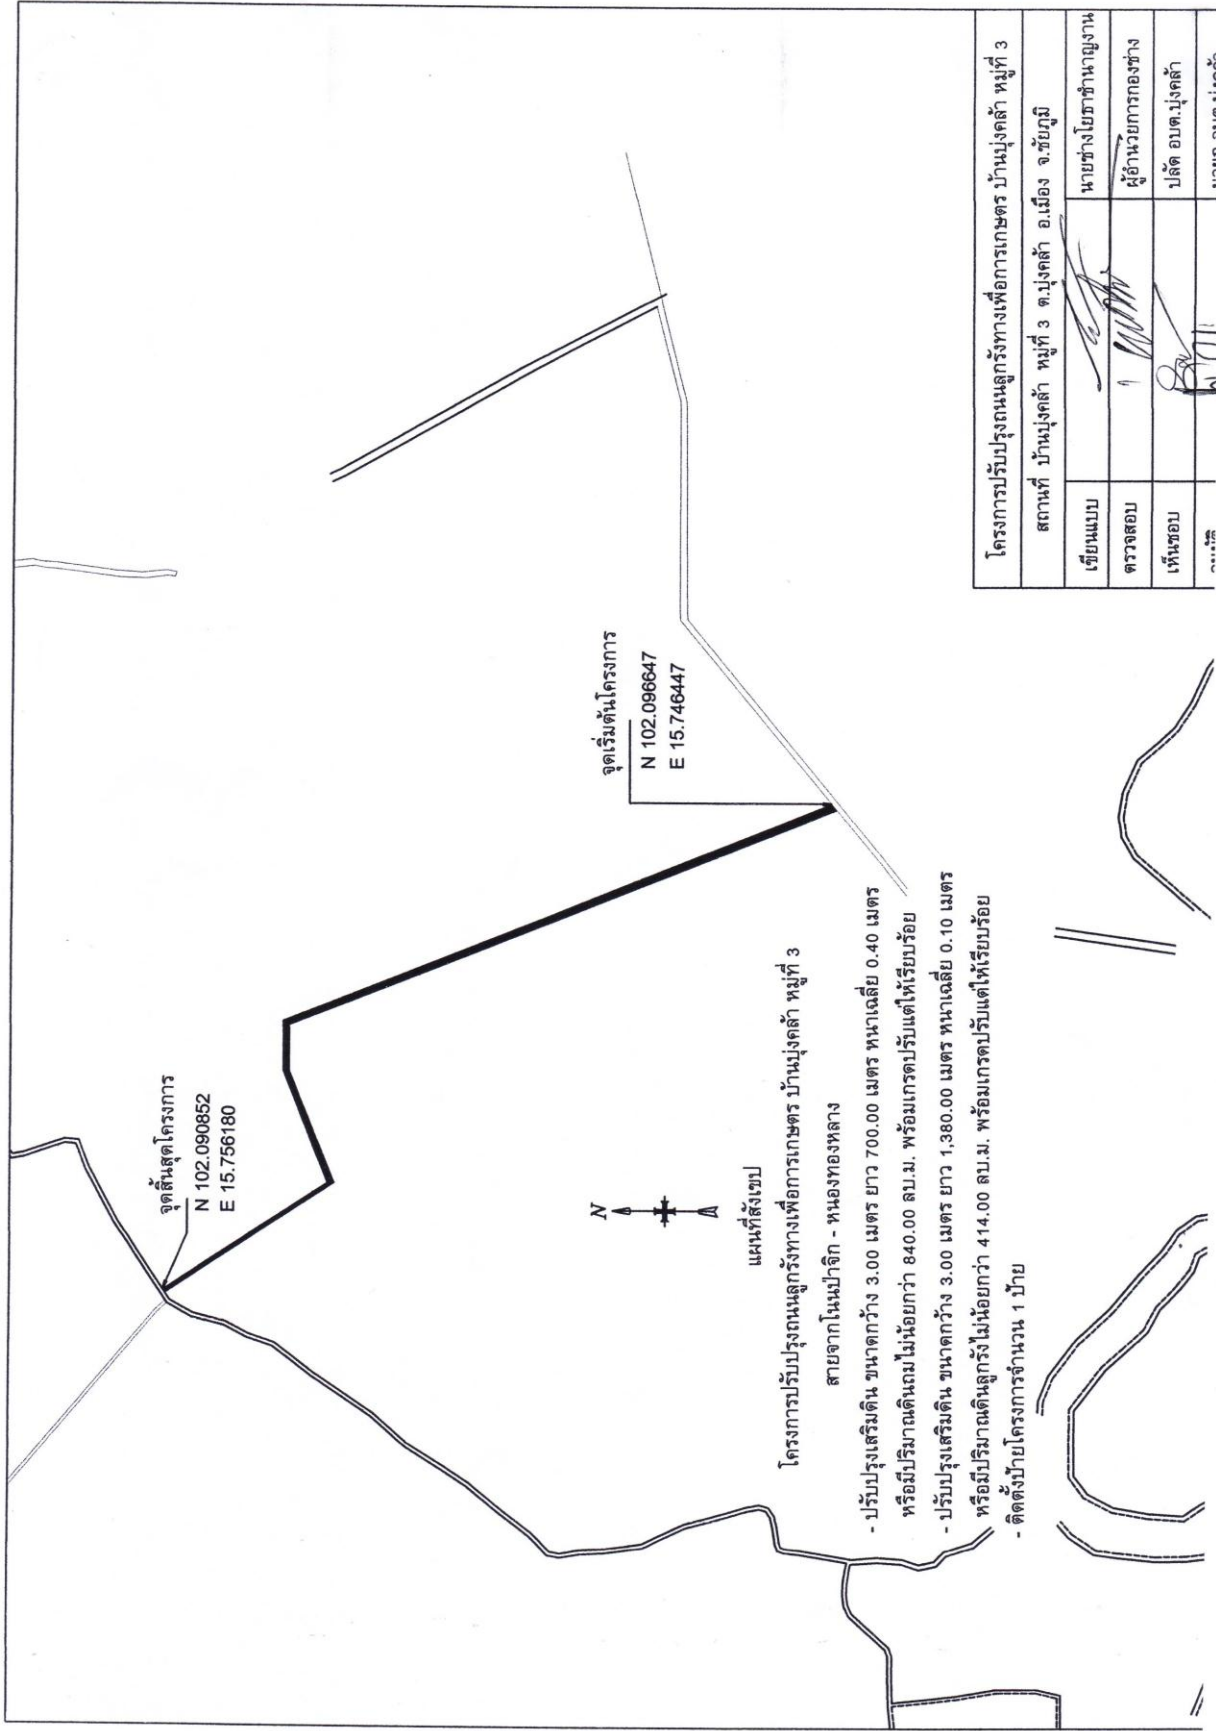 จุดสิ้นสุดโครงการ
N 102.090852
E 15.756180
จุดเริ่มต้นโครงการ
N 102.096647
E 15.746447
N
แผนที่สังเขป
โครงการปรับปรุงถนนลูกรังทางเพื่อการเกษตร บ้านบุ่งคล้า หมู่ที่ 3
สายจากโนนป่าจิก - หนองทองหลาง
- ปรับปรุงเสริมดิน ขนาดกว้าง 3.00 เมตร ยาว 700.00 เมตร หนาเฉลี่ย 0.40 เมตร
หรือมีปริมาณดินถมไม่น้อยกว่า 840.00 ลบ.ม. พร้อมเกรดปรับแต่ให้เรียบร้อย
- ปรับปรุงเสริมดิน ขนาดกว้าง 3.00 เมตร ยาว 1,380.00 เมตร หนาเฉลี่ย 0.10 เมตร
หรือมีปริมาณดินลูกรังไม่น้อยกว่า 414.00 ลบ.ม. พร้อมเกรดปรับแต่ให้เรียบร้อย
- ติดตั้งป้ายโครงการจำนวน 1 ป้าย
โครงการปรับปรุงถนนลูกรังทางเพื่อการเกษตร บ้านบุ่งคล้า หมู่ที่ 3
สถานที่ บ้านบุ่งคล้า หมู่ที่ 3 ต.บุ่งคล้า อ.เมือง จ.ชัยภูมิ
เขียนแบบ นายช่างโยธาชำนาญงาน
ตรวจสอบ ผู้อำนวยการกองช่าง
เห็นชอบ ปลัด อบต.บุ่งคล้า